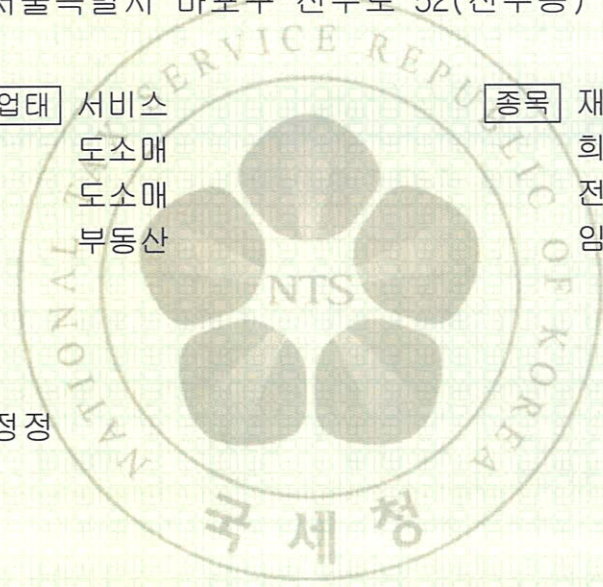 서울특별시 마포구 신수로 52(신수동)
업태 서비스 종목 재
도소매 희
도소매 전
부동산 임
정정
NATIONAL TAX SERVICE REPUBLIC OF KOREA
NTS
국세청